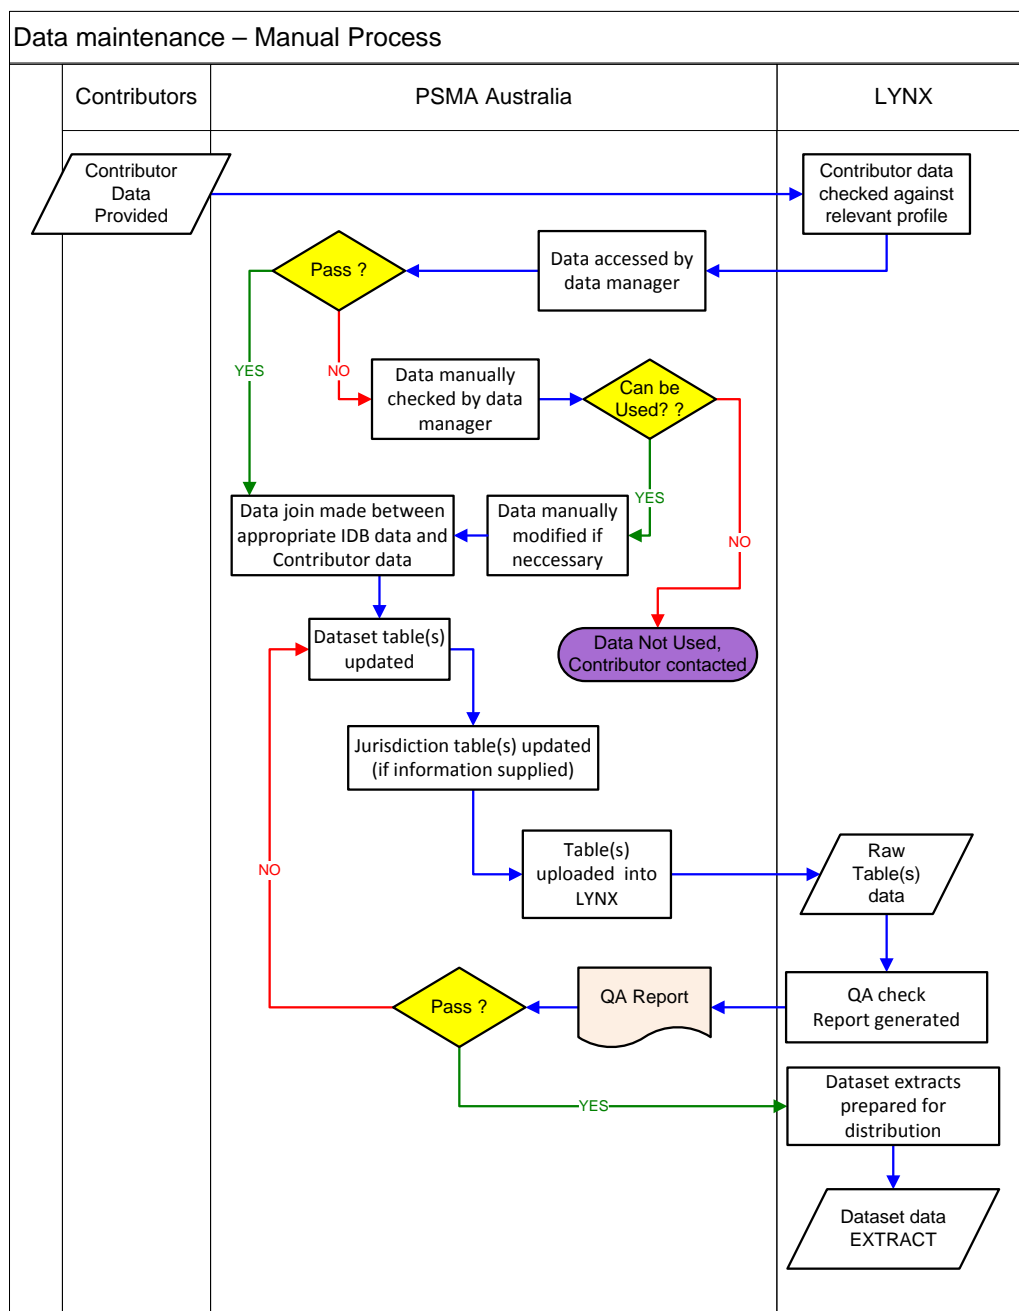 Data maintenance – Manual Process
Contributors
PSMA Australia
LYNX
Contributor
Data
Provided
Contributor data
checked against
relevant profile
Pass ?
Data accessed by
data manager
YES
NO
Data manually
checked by data
manager
Can be
Used? ?
YES
NO
Data join made between
appropriate IDB data and
Contributor data
Data manually
modified if
neccessary
Dataset table(s)
updated
Data Not Used,
Contributor contacted
Jurisdiction table(s) updated
(if information supplied)
NO
Table(s)
uploaded into
LYNX
Raw
Table(s)
data
Pass ?
QA Report
QA check
Report generated
YES
Dataset extracts
prepared for
distribution
Dataset data
EXTRACT